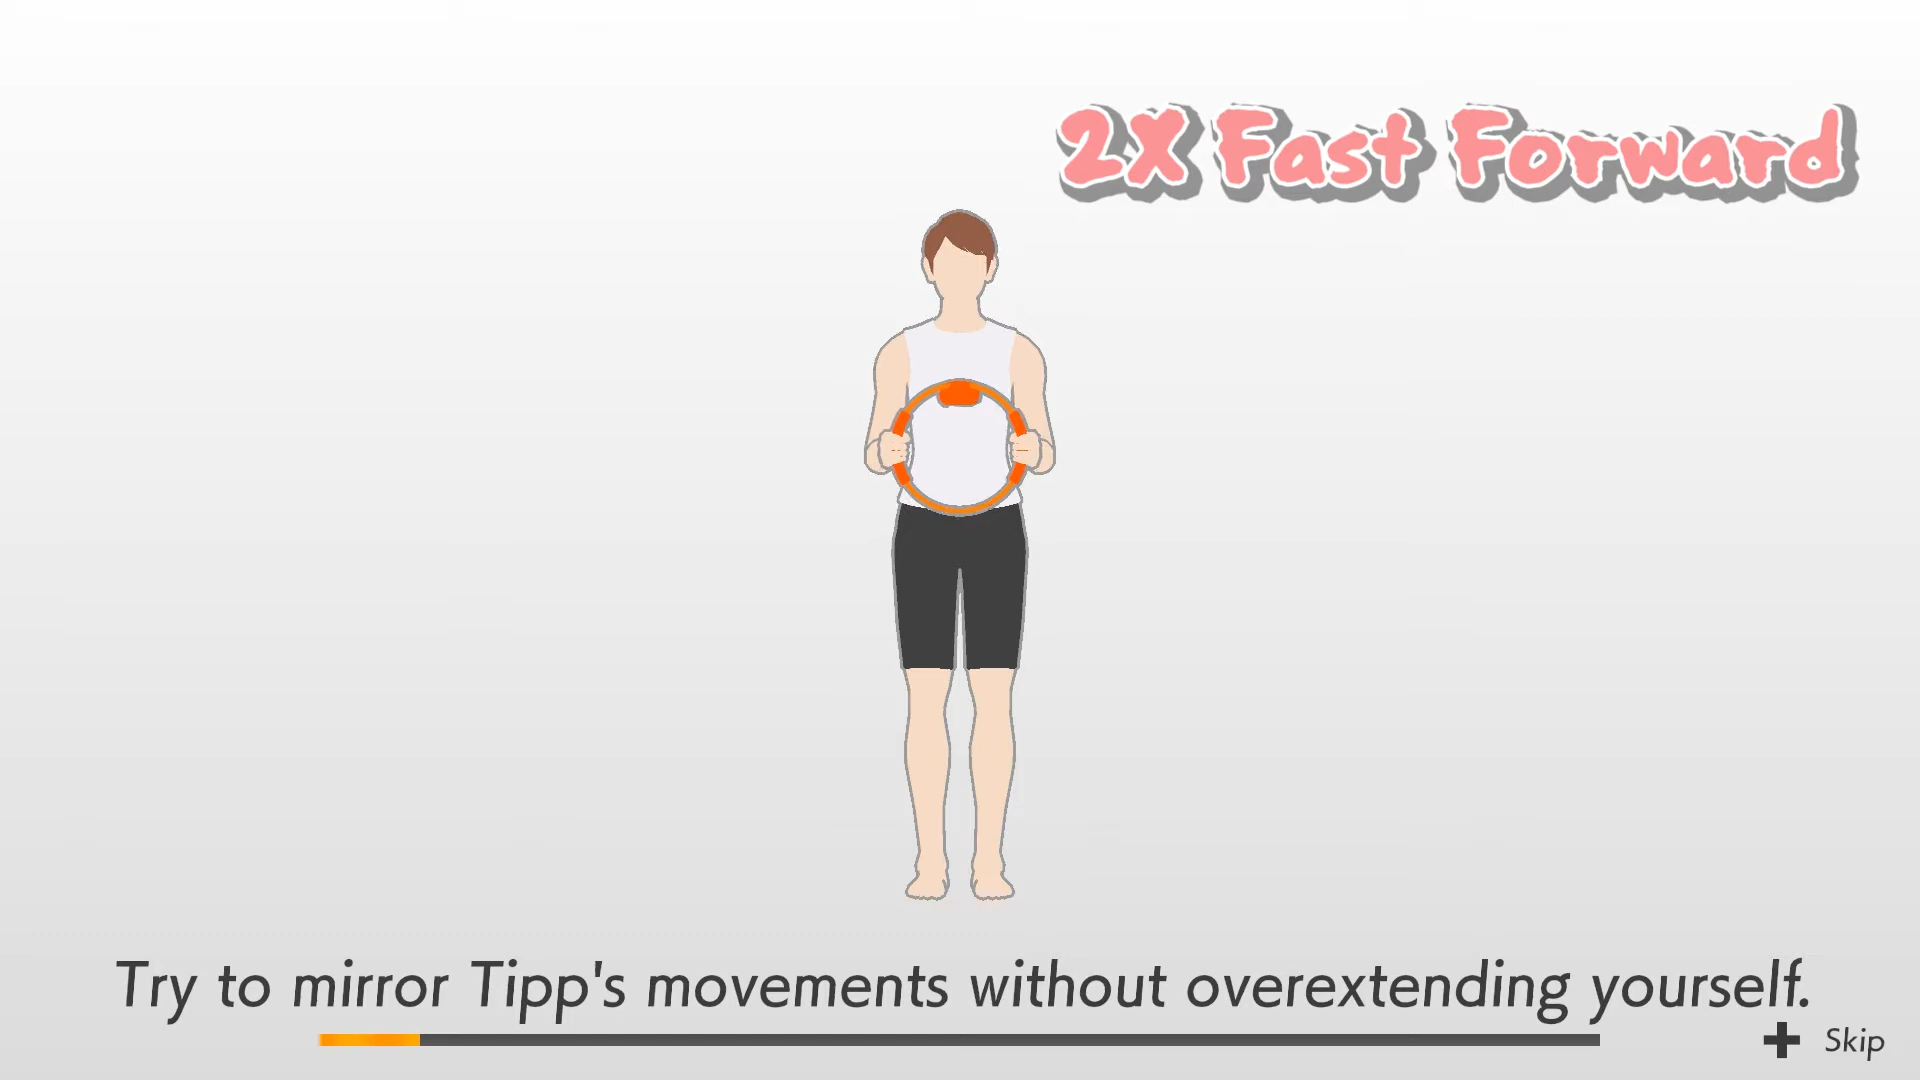 2X Fast Forward
Try to mirror Tipp's movements without overextending yourself.
Skip